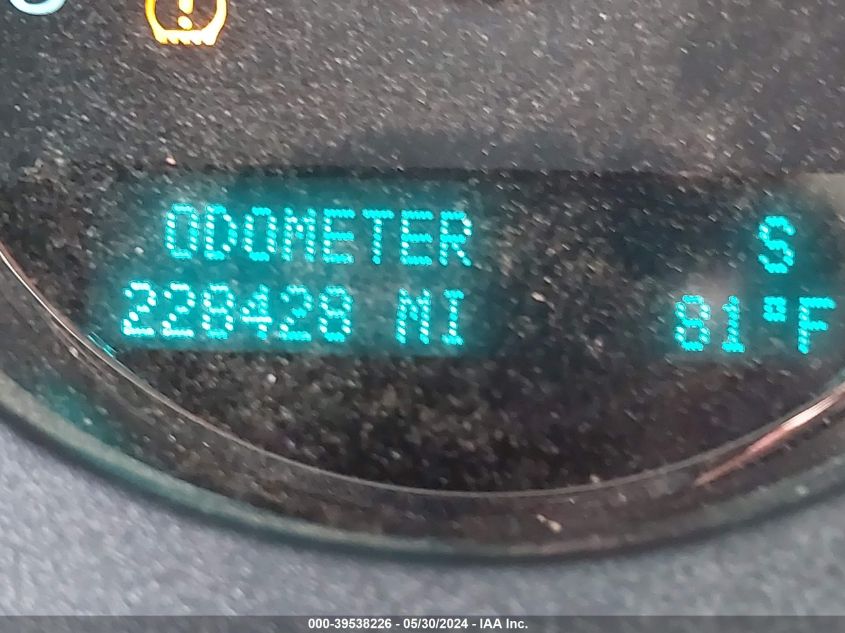 ODOMETER S
228428 MI 81°F
000-39538226 - 05/30/2024 - IAA Inc.